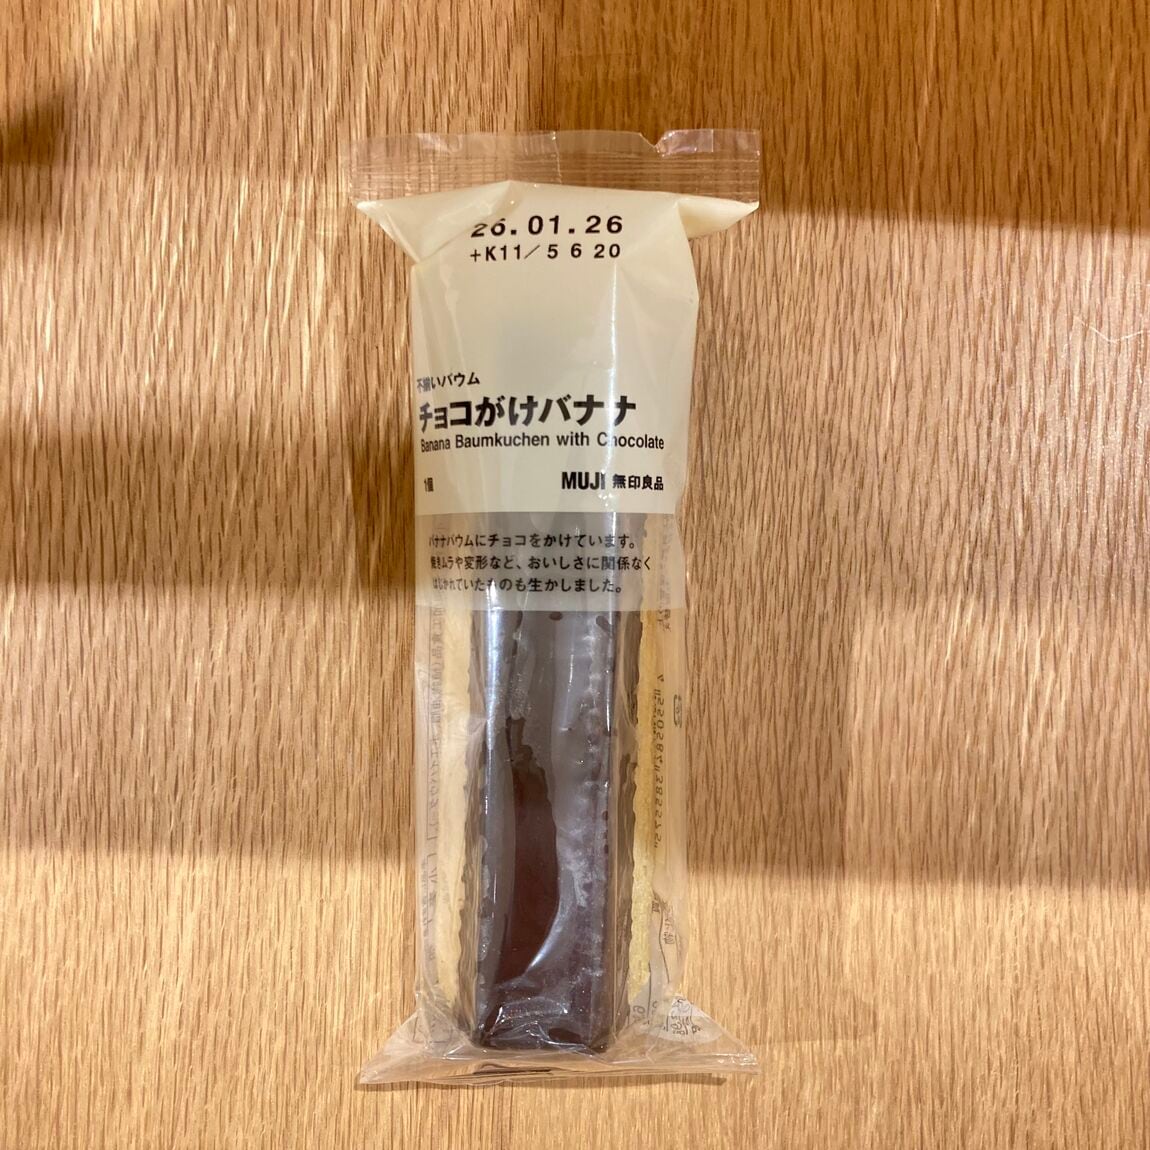 26.01.26
+K11/5 6 20
不揃いバウム
チョコがけバナナ
Banana Baumkuchen with Chocolate
1個
MUJI 無印良品
バナナバウムにチョコをかけています。
焼きムラや変形など、おいしさに関係なく
はじかれていたものも生かしました。